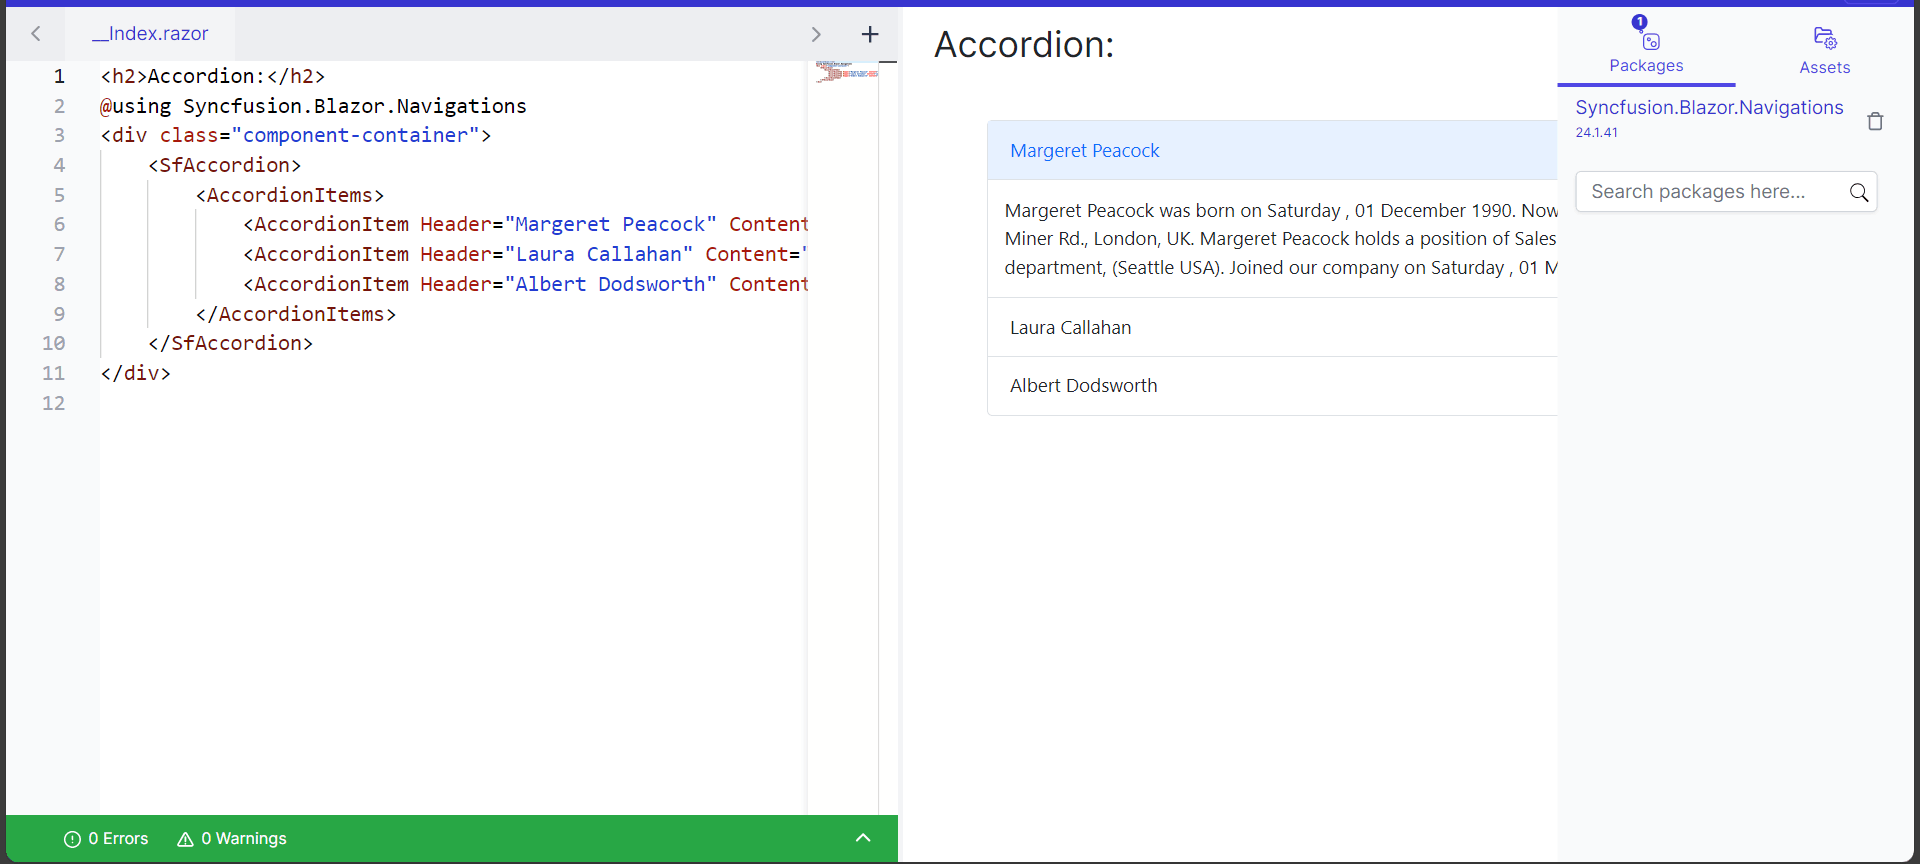 __Index.razor
1 <h2>Accordion:</h2>
2 @using Syncfusion.Blazor.Navigations
3 <div class="component-container">
4 <SfAccordion>
5 <AccordionItems>
6 <AccordionItem Header="Margeret Peacock" Content
7 <AccordionItem Header="Laura Callahan" Content="
8 <AccordionItem Header="Albert Dodsworth" Content
9 </AccordionItems>
10 </SfAccordion>
11 </div>
12
0 Errors 0 Warnings
Accordion:
Margeret Peacock
Margeret Peacock was born on Saturday , 01 December 1990. Now
Miner Rd., London, UK. Margeret Peacock holds a position of Sales
department, (Seattle USA). Joined our company on Saturday , 01 M
Laura Callahan
Albert Dodsworth
1
Packages
Assets
Syncfusion.Blazor.Navigations
24.1.41
Search packages here...